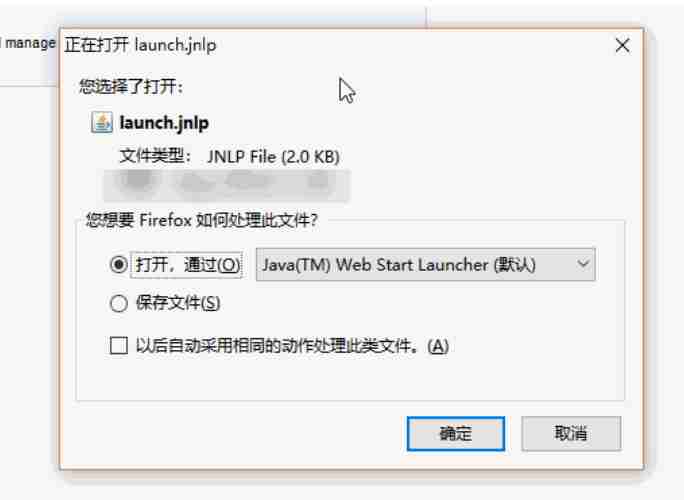 l manage
正在打开 launch.jnlp
您选择了打开：
launch.jnlp
文件类型： JNLP File (2.0 KB)
您想要 Firefox 如何处理此文件？
打开，通过(O) Java(TM) Web Start Launcher (默认)
保存文件(S)
以后自动采用相同的动作处理此类文件。(A)
确定 取消